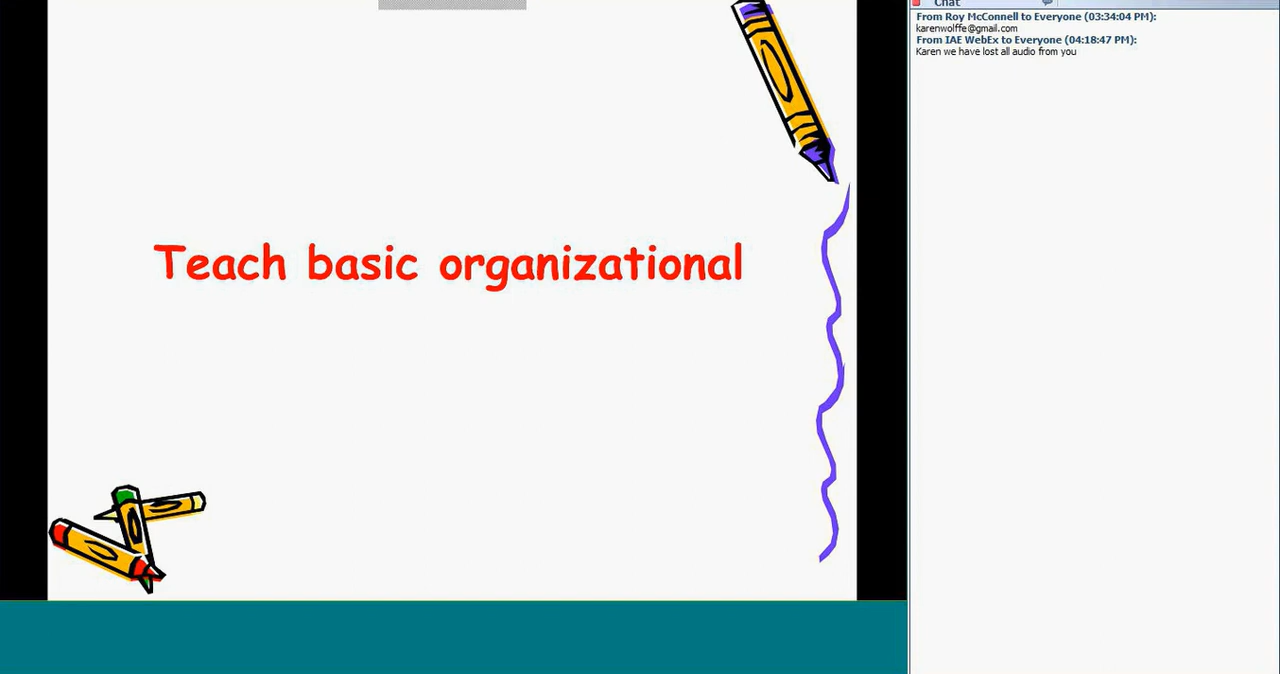 Teach basic organizational
Chat
From Roy McConnell to Everyone (03:34:04 PM):
karenwolffe@gmail.com
From IAE WebEx to Everyone (04:18:47 PM):
Karen we have lost all audio from you